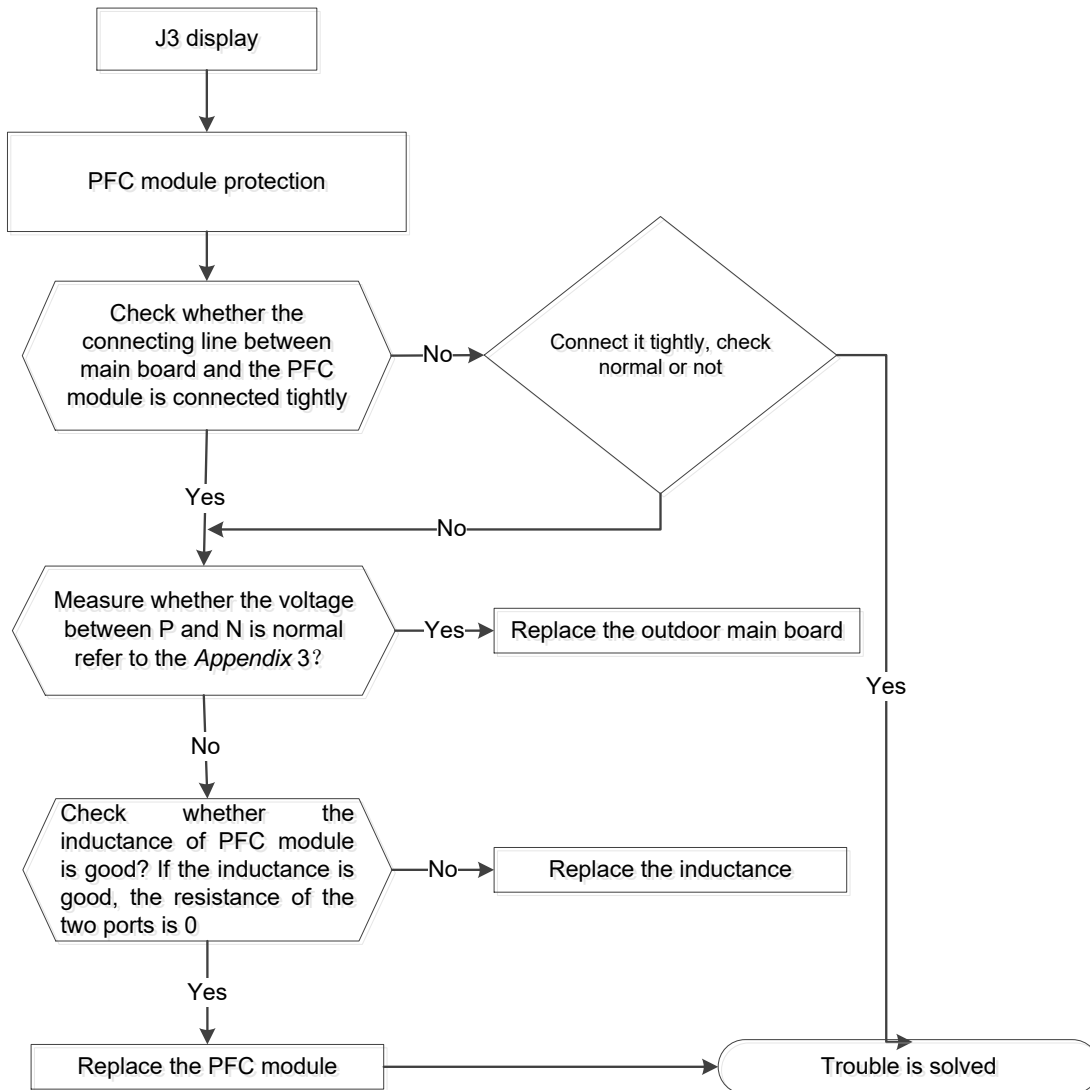 J3 display
PFC module protection
Check whether the
connecting line between
main board and the PFC
module is connected tightly
No
Connect it tightly, check
normal or not
Yes
No
Measure whether the voltage
between P and N is normal
refer to the Appendix 3？
Yes
Replace the outdoor main board
Yes
No
Check whether the
inductance of PFC module
is good? If the inductance is
good, the resistance of the
two ports is 0
No
Replace the inductance
Yes
Replace the PFC module
Trouble is solved